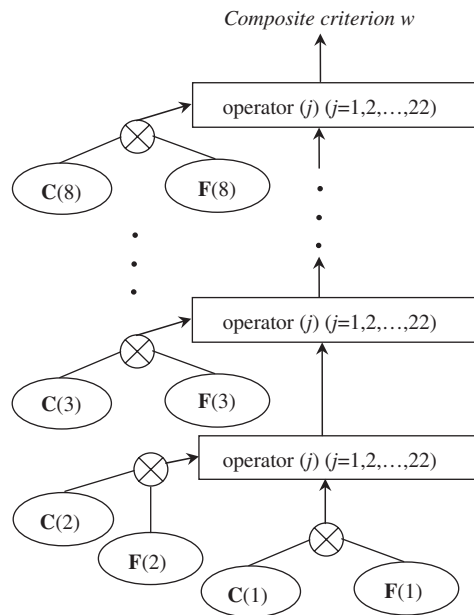 Composite criterion w
operator (j) (j=1,2,…,22)
C(8)
F(8)
operator (j) (j=1,2,…,22)
C(3)
F(3)
operator (j) (j=1,2,…,22)
C(2)
F(2)
C(1)
F(1)